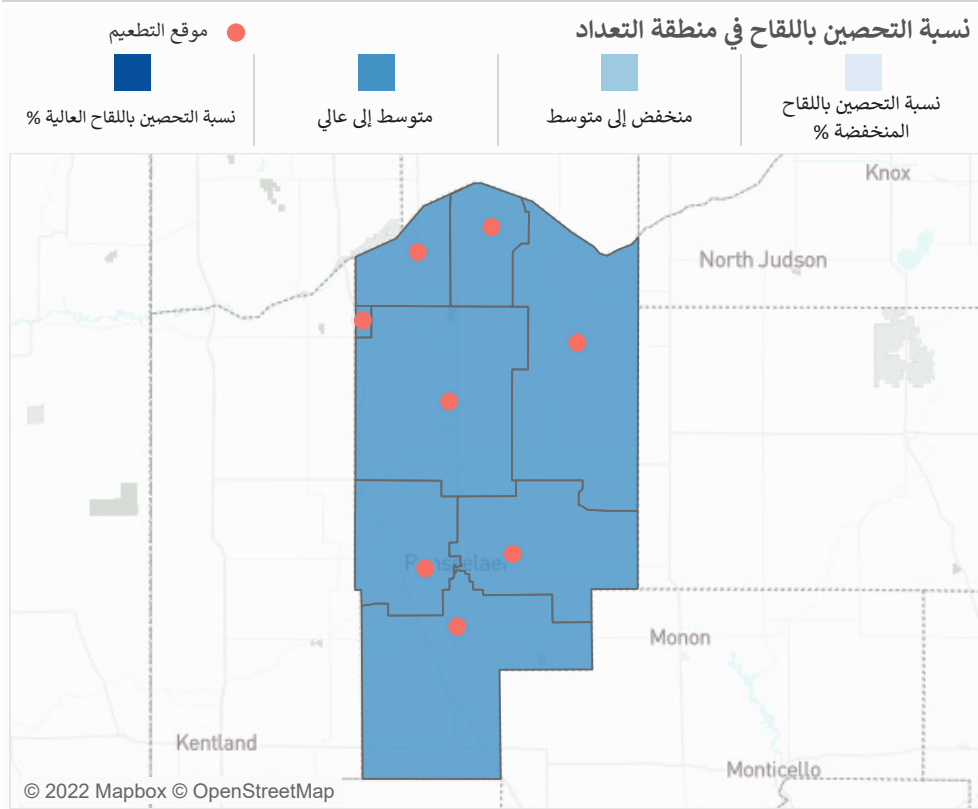 نسبة التحصين باللقاح في منطقة التعداد
موقع التطعيم
نسبة التحصين باللقاح
المنخفضة %
منخفض إلى متوسط
متوسط إلى عالي
نسبة التحصين باللقاح العالية %
Knox
North Judson
Rensselaer
Monon
Kentland
Monticello
© 2022 Mapbox © OpenStreetMap